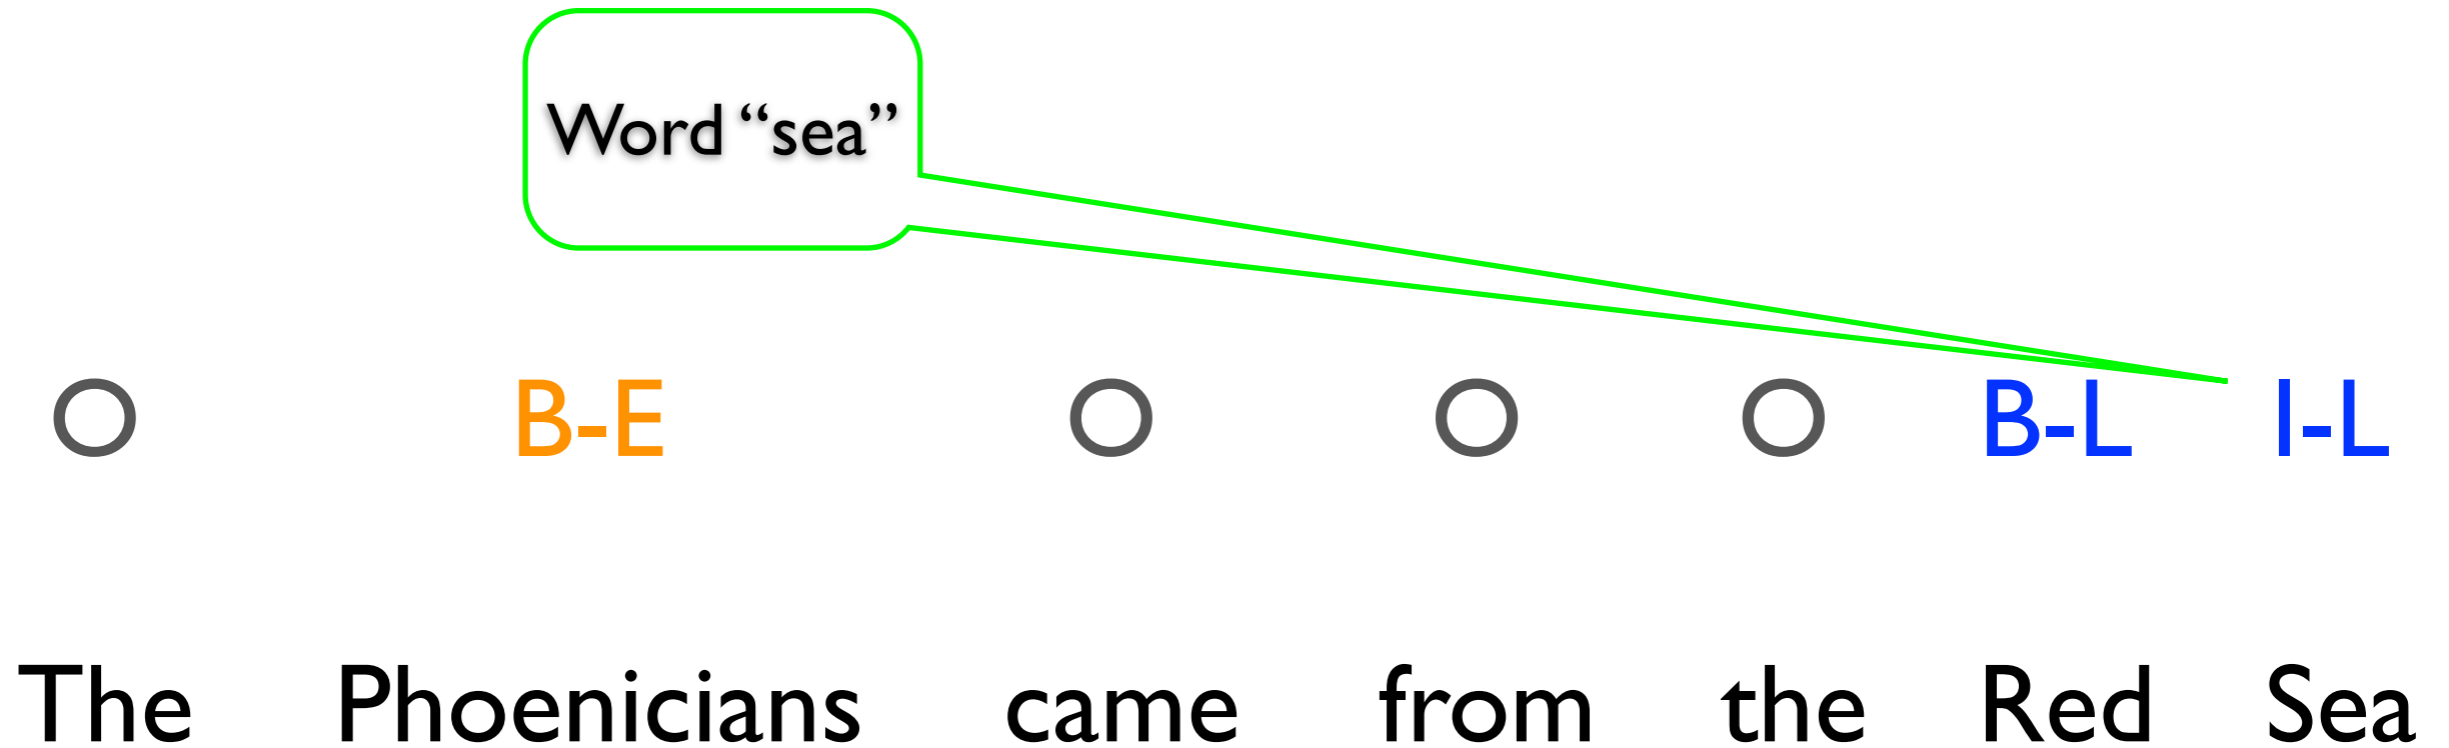 Word “sea”
O B-E O O O B-L I-L
The Phoenicians came from the Red Sea